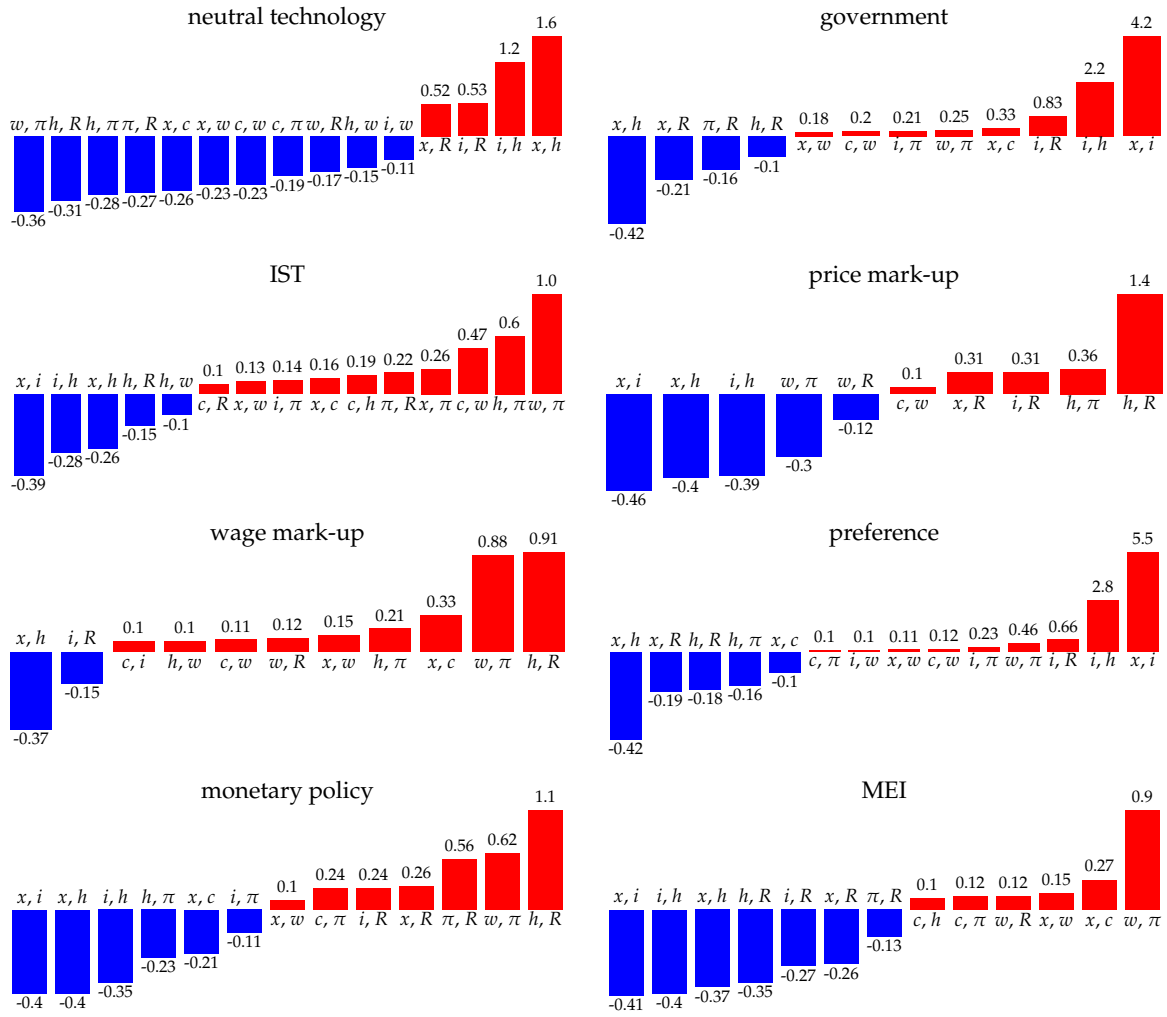 neutral technology
1.6
1.2
0.52 0.53
w, π h, R h, π π, R x, c x, w c, w c, π w, R h, w i, w
x, R i, R i, h x, h
-0.36 -0.31 -0.28 -0.27 -0.26 -0.23 -0.23 -0.19 -0.17 -0.15 -0.11
government
4.2
2.2
0.18 0.2 0.21 0.25 0.33 0.83
x, h x, R π, R h, R
x, w c, w i, π w, π x, c i, R i, h x, i
-0.42 -0.21 -0.16 -0.1
IST
1.0
0.1 0.13 0.14 0.16 0.19 0.22 0.26 0.47 0.6
x, i i, h x, h h, R h, w
c, R x, w i, π x, c c, h π, R x, π c, w h, π w, π
-0.39 -0.28 -0.26 -0.15 -0.1
price mark-up
1.4
0.1 0.31 0.31 0.36
x, i x, h i, h w, π w, R
c, w x, R i, R h, π h, R
-0.46 -0.4 -0.39 -0.3 -0.12
wage mark-up
0.1 0.1 0.11 0.12 0.15 0.21 0.33 0.88 0.91
x, h i, R
c, i h, w c, w w, R x, w h, π x, c w, π h, R
-0.37 -0.15
preference
5.5
2.8
0.1 0.1 0.11 0.12 0.23 0.46 0.66
x, h x, R h, R h, π x, c
c, π i, w x, w c, w i, π w, π i, R i, h x, i
-0.42 -0.19 -0.18 -0.16 -0.1
monetary policy
1.1
0.1 0.24 0.24 0.26 0.56 0.62
x, i x, h i, h h, π x, c i, π
x, w c, π i, R x, R π, R w, π h, R
-0.4 -0.4 -0.35 -0.23 -0.21 -0.11
MEI
0.9
0.1 0.12 0.12 0.15 0.27
x, i i, h x, h h, R i, R x, R π, R
c, h c, π w, R x, w x, c w, π
-0.41 -0.4 -0.37 -0.35 -0.27 -0.26 -0.13